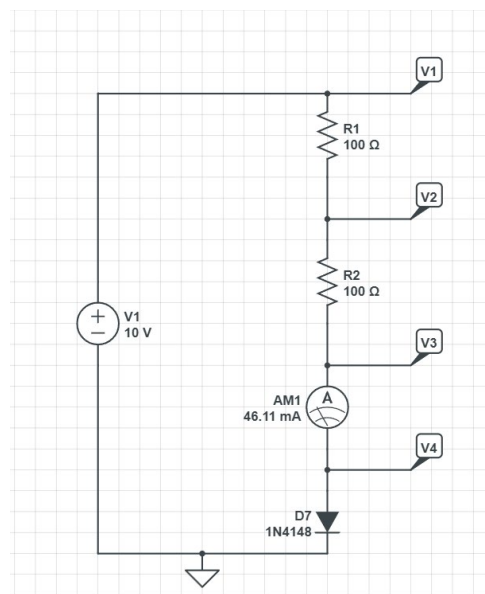 V1
R1
100 Ω
V2
R2
100 Ω
V1
10 V
V3
A
AM1
46.11 mA
V4
D7
1N4148